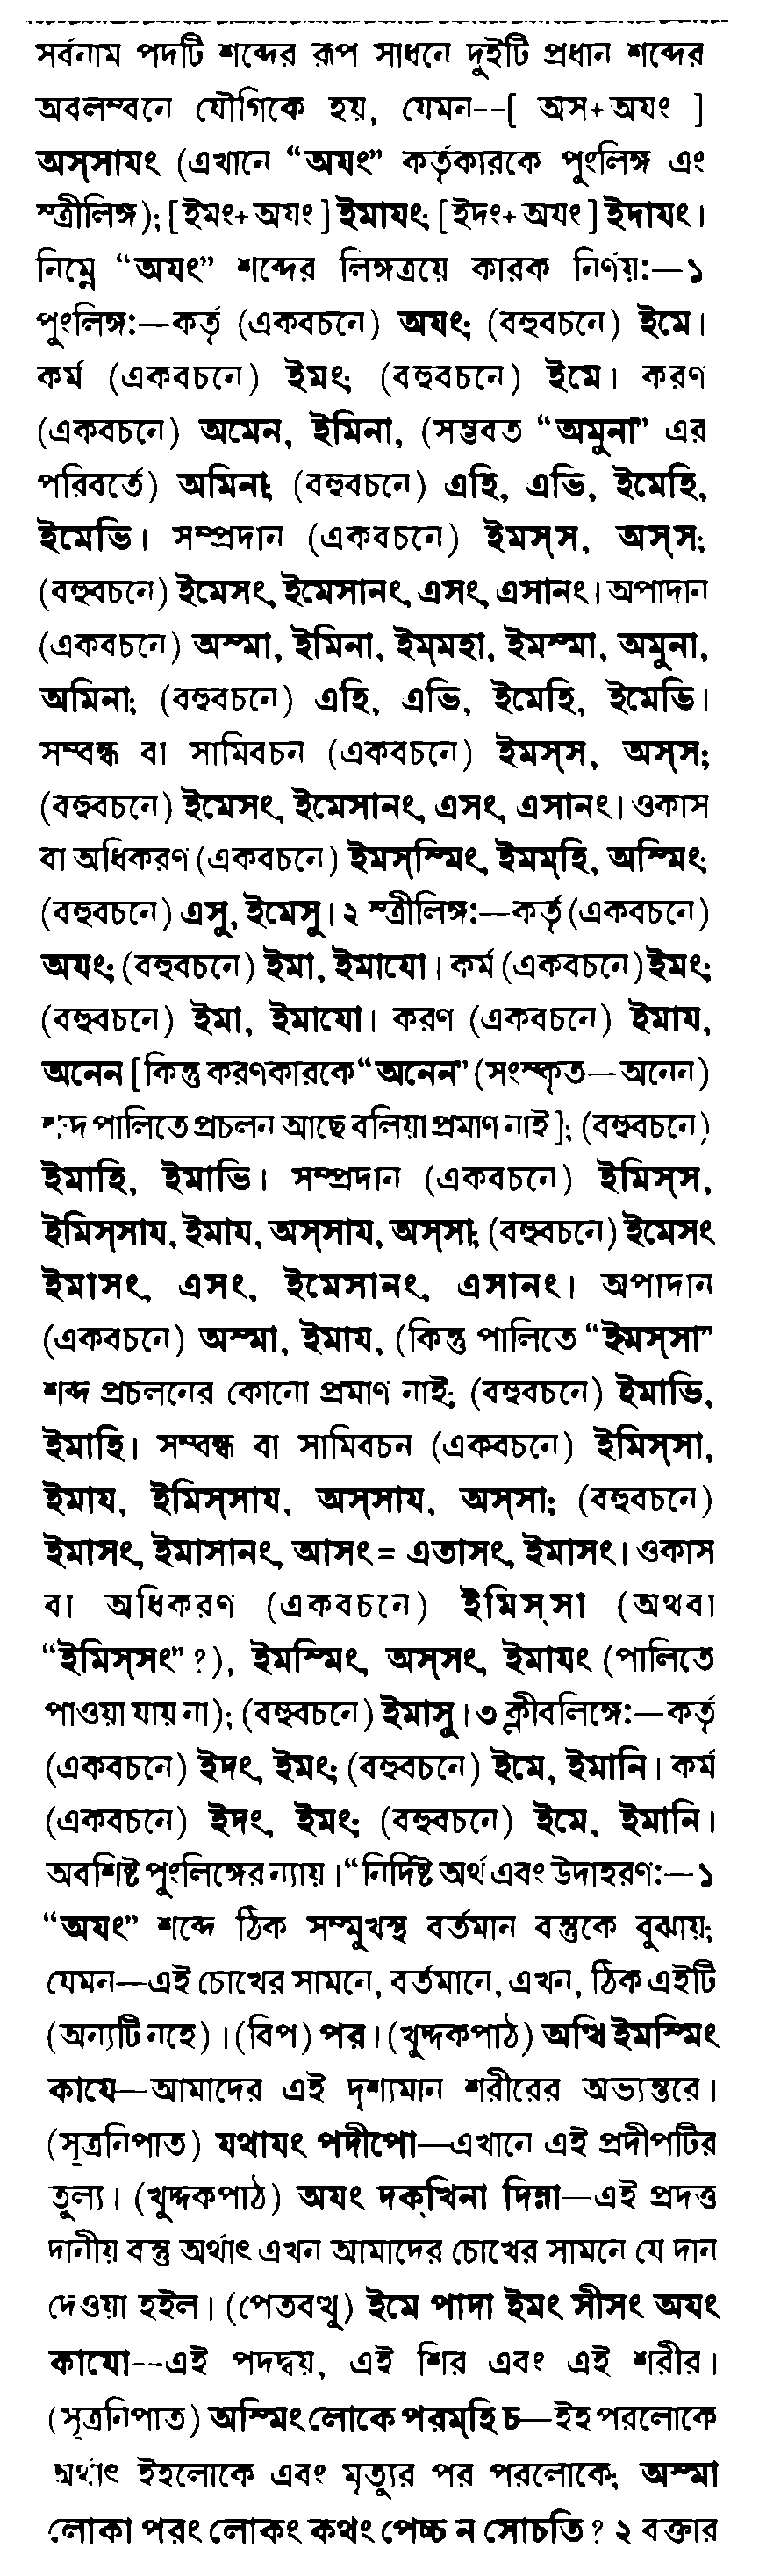 সর্বনাম পদটি শব্দের রূপ সাধনে দুইটি প্রধান শব্দের
অবলম্বনে যৌগিকে হয়, যেমন--[ অস+অযং ]
অস্সাযং (এখানে “অযং” কর্তৃকারকে পুংলিঙ্গ এং
স্ত্রীলিঙ্গ); [ইমং+অযং] ইমাযং; [ইদং+অযং] ইদাযং।
নিম্নে “অযং” শব্দের লিঙ্গত্রয়ে কারক নির্ণয়:—১
পুংলিঙ্গ:—কর্তৃ (একবচনে) অযং; (বহুবচনে) ইমে।
কর্ম (একবচনে) ইমং; (বহুবচনে) ইমে। করণ
(একবচনে) অমেন, ইমিনা, (সম্ভবত “অমুনা” এর
পরিবর্তে) অমিনা; (বহুবচনে) এহি, এভি, ইমেহি,
ইমেভি। সম্প্রদান (একবচনে) ইমস্স, অস্স;
(বহুবচনে) ইমেসং, ইমেসানং, এসং, এসানং। অপাদান
(একবচনে) অস্মা, ইমিনা, ইম্মহা, ইমস্মা, অমুনা,
অমিনা; (বহুবচনে) এহি, এভি, ইমেহি, ইমেভি।
সম্বন্ধ বা সামিবচন (একবচনে) ইমস্স, অস্স;
(বহুবচনে) ইমেসং, ইমেসানং, এসং, এসানং। ওকাস
বা অধিকরণ (একবচনে) ইমস্স্মিং, ইমম্হি, অস্মিং;
(বহুবচনে) এসু, ইমেসু। ২ স্ত্রীলিঙ্গ:—কর্তৃ (একবচনে)
অযং; (বহুবচনে) ইমা, ইমাযো। কর্ম (একবচনে) ইমং;
(বহুবচনে) ইমা, ইমাযো। করণ (একবচনে) ইমায,
অনেন [কিন্তু করণকারকে “অনেন” (সংস্কৃত—অনেন)
শব্দ পালিতে প্রচলন আছে বলিয়া প্রমাণ নাই]; (বহুবচনে)
ইমাহি, ইমাভি। সম্প্রদান (একবচনে) ইমিস্স,
ইমিস্সায, ইমায, অস্সায, অস্সা; (বহুবচনে) ইমেসং
ইমাসং, এসং, ইমেসানং, এসানং। অপাদান
(একবচনে) অস্মা, ইমায, (কিন্তু পালিতে “ইমস্সা”
শব্দ প্রচলনের কোনো প্রমাণ নাই; (বহুবচনে) ইমাভি,
ইমাহি। সম্বন্ধ বা সামিবচন (একবচনে) ইমিস্সা,
ইমায, ইমিস্সায, অস্সায, অস্সা; (বহুবচনে)
ইমাসং, ইমাসানং, আসং = এতাসং, ইমাসং। ওকাস
বা অধিকরণ (একবচনে) ইমিস্সা (অথবা
“ইমিস্সং” ?), ইমস্মিং, অস্সং, ইমাযং (পালিতে
পাওয়া যায় না); (বহুবচনে) ইমাসু। ৩ ক্লীবলিঙ্গে:—কর্তৃ
(একবচনে) ইদং, ইমং; (বহুবচনে) ইমে, ইমানি। কর্ম
(একবচনে) ইদং, ইমং; (বহুবচনে) ইমে, ইমানি।
অবশিষ্ট পুংলিঙ্গের ন্যায়। “নির্দিষ্ট অর্থ এবং উদাহরণ:—১
“অযং” শব্দে ঠিক সম্মুখস্থ বর্তমান বস্তুকে বুঝায়;
যেমন—এই চোখের সামনে, বর্তমানে, এখন, ঠিক এইটি
(অন্যটি নহে)। (বিপ) পর। (খুদ্দকপাঠ) অত্থি ইমস্মিং
কাযে—আমাদের এই দৃশ্যমান শরীরের অভ্যন্তরে।
(সূত্রনিপাত) যথাযং পদীপো—এখানে এই প্রদীপটির
তুল্য। (খুদ্দকপাঠ) অযং দক্খিনা দিন্না—এই প্রদত্ত
দানীয় বস্তু অর্থাৎ এখন আমাদের চোখের সামনে যে দান
দেওয়া হইল। (পেতবত্থু) ইমে পাদা ইমং সীসং অযং
কাযো--এই পদদ্বয়, এই শির এবং এই শরীর।
(সূত্রনিপাত) অস্মিং লোকে পরম্হি চ—ইহ পরলোকে
অর্থাৎ ইহলোকে এবং মৃত্যুর পর পরলোকে; অস্মা
লোকা পরং লোকং কথং পেচ্চ ন সোচতি? ২ বক্তার